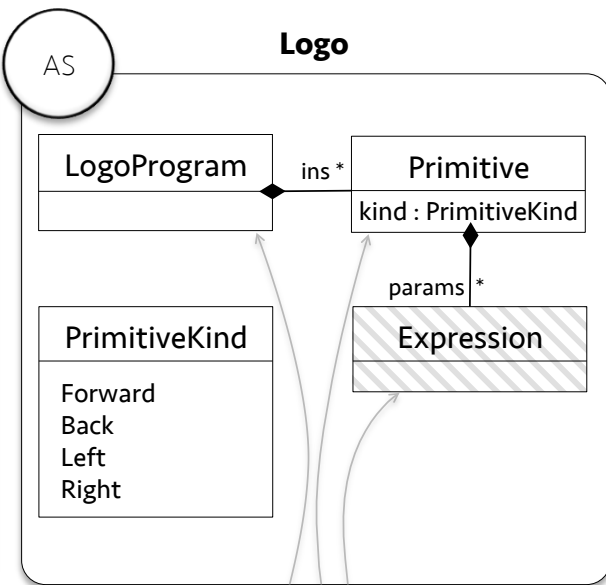 AS
Logo
LogoProgram
ins *
Primitive
kind : PrimitiveKind
params *
PrimitiveKind
Forward
Back
Left
Right
Expression